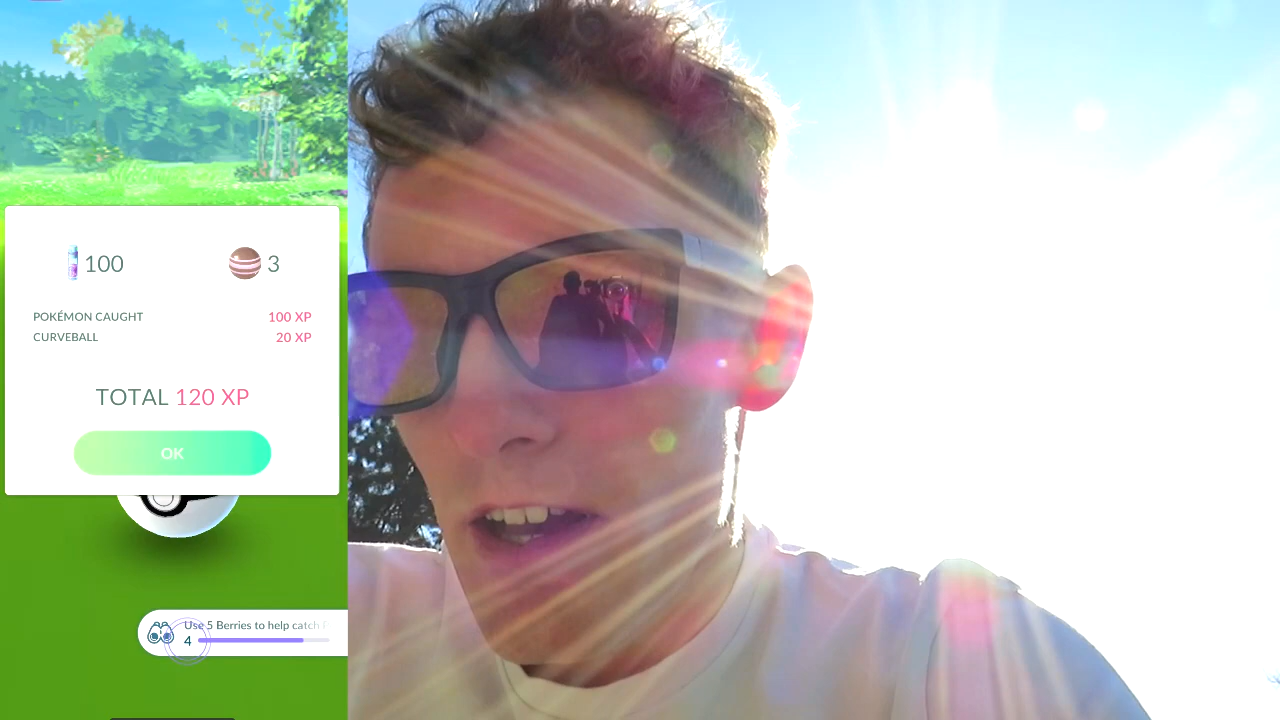 100 3
POKÉMON CAUGHT 100 XP
CURVEBALL 20 XP
TOTAL 120 XP
OK
Use 5 Berries to help catch
4